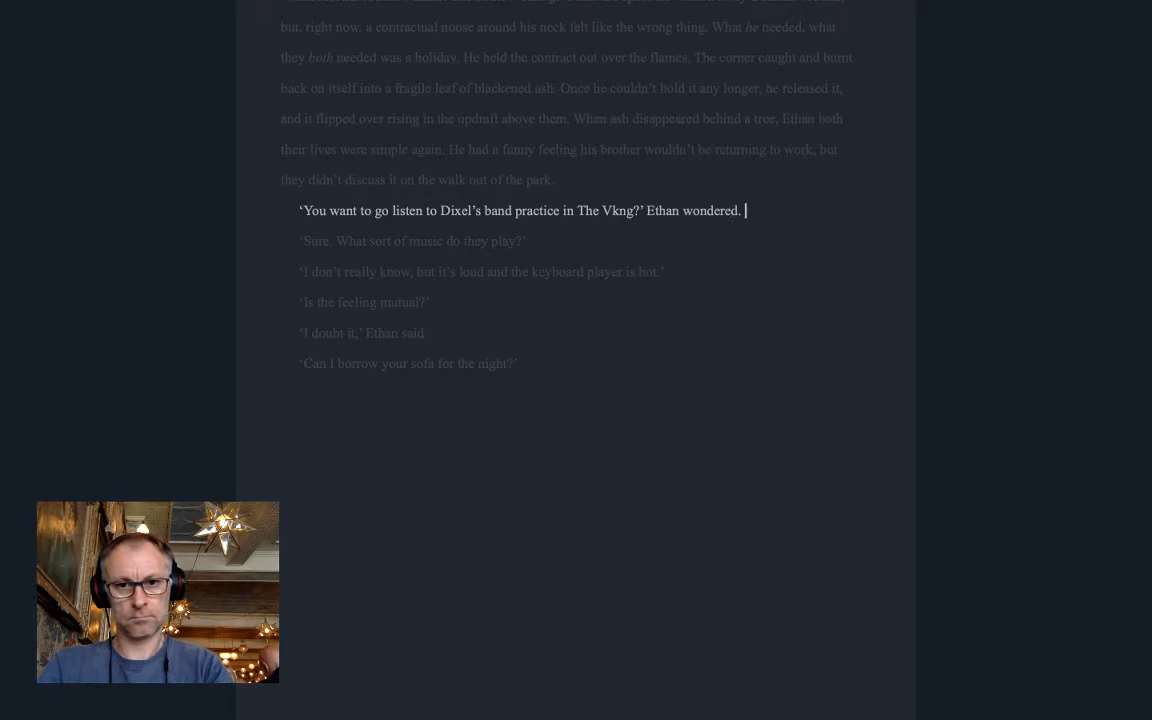 but, right now, a contractual noose around his neck felt like the wrong thing. What he needed, what
they both needed was a holiday. He held the contract out over the flames. The corner caught and burnt
back on itself into a fragile leaf of blackened ash. Once he couldn’t hold it any longer, he released it,
and it flipped over rising in the updraft above them. When ash disappeared behind a tree, Ethan both
their lives were simple again. He had a funny feeling his brother wouldn’t be returning to work, but
they didn’t discuss it on the walk out of the park.
‘You want to go listen to Dixel’s band practice in The Vkng?’ Ethan wondered.
‘Sure. What sort of music do they play?’
‘I don’t really know, but it’s loud and the keyboard player is hot.’
‘Is the feeling mutual?’
‘I doubt it,’ Ethan said
‘Can I borrow your sofa for the night?’